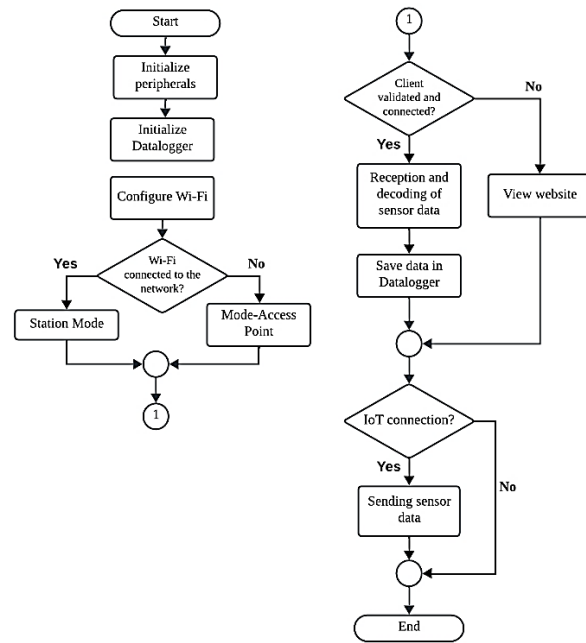 Start
Initialize
peripherals
Initialize
Datalogger
Configure Wi-Fi
Wi-Fi
connected to the
network?
Yes
No
Station Mode
Mode-Access
Point
1
1
Client
validated and
connected?
No
Yes
Reception and
decoding of
sensor data
View website
Save data in
Datalogger
IoT connection?
Yes
No
Sending sensor
data
End